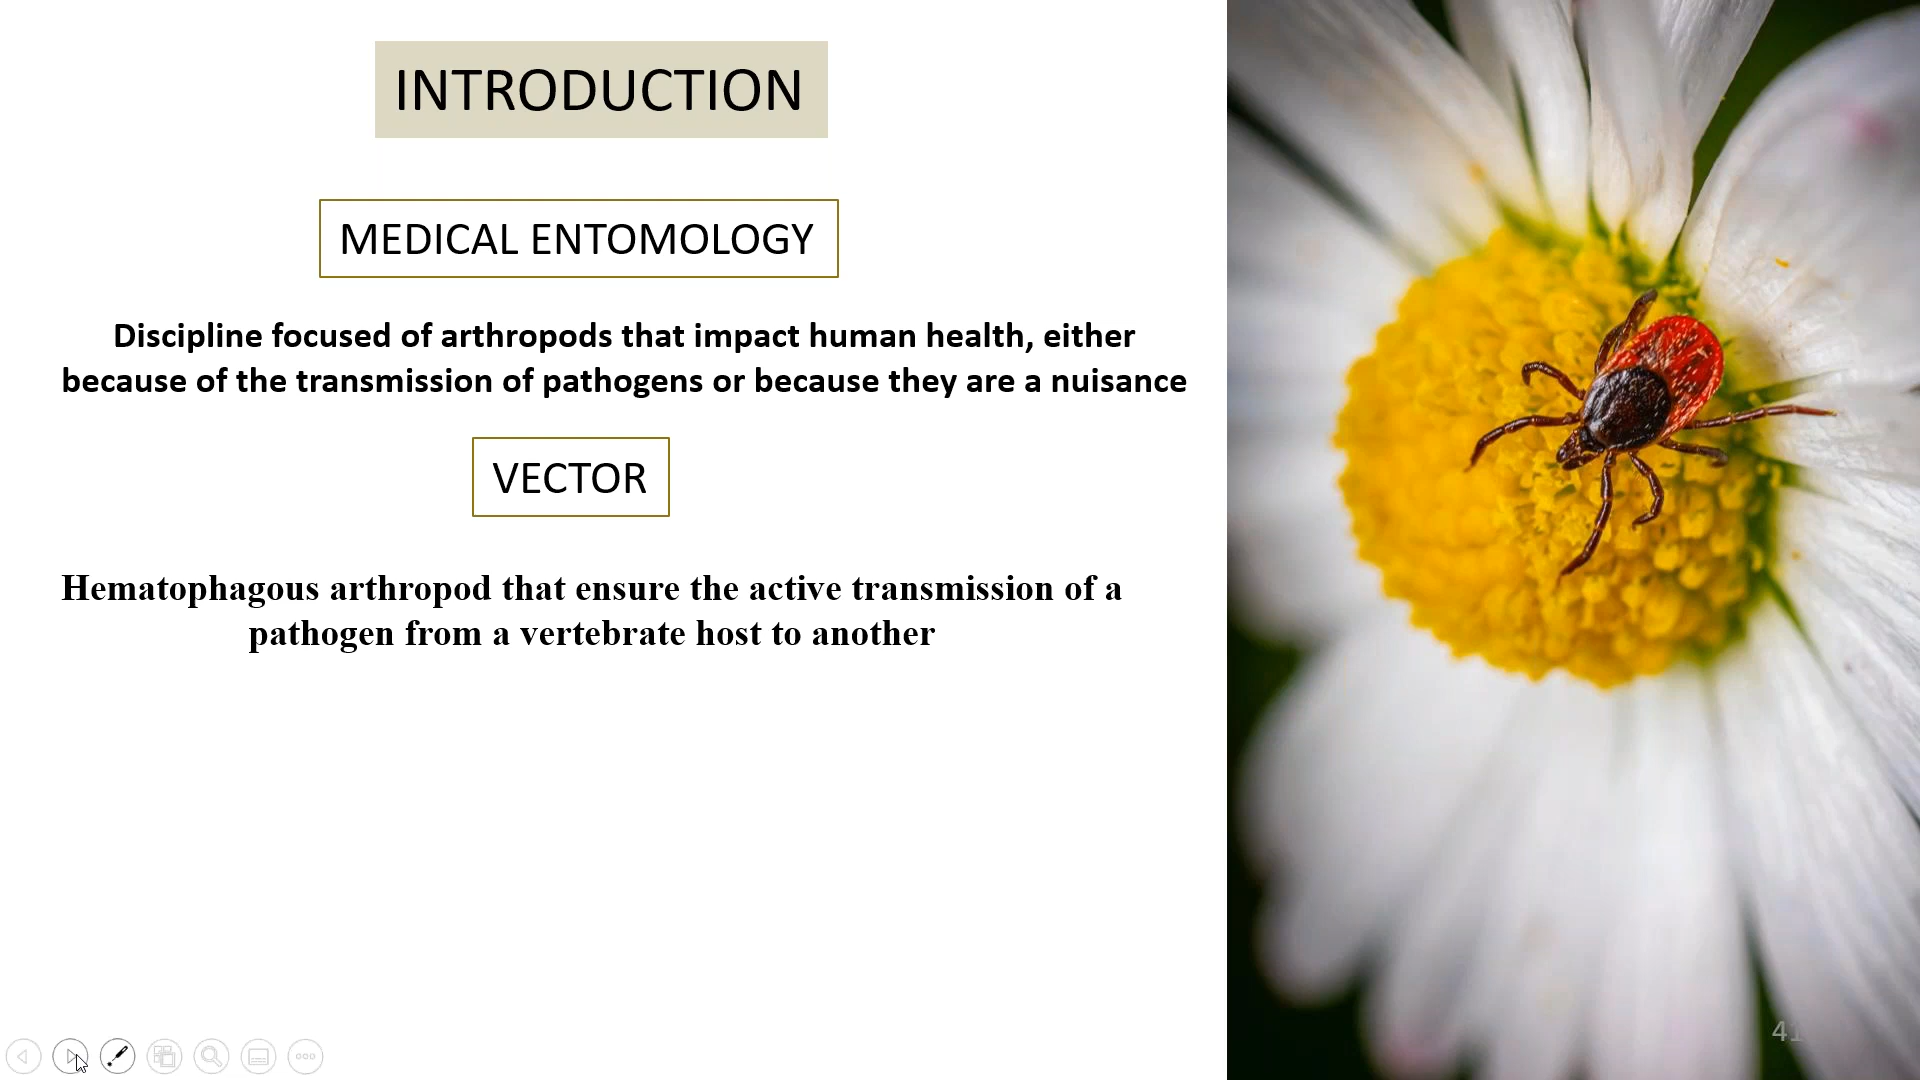 INTRODUCTION
MEDICAL ENTOMOLOGY
Discipline focused of arthropods that impact human health, either
because of the transmission of pathogens or because they are a nuisance
VECTOR
Hematophagous arthropod that ensure the active transmission of a
pathogen from a vertebrate host to another
41